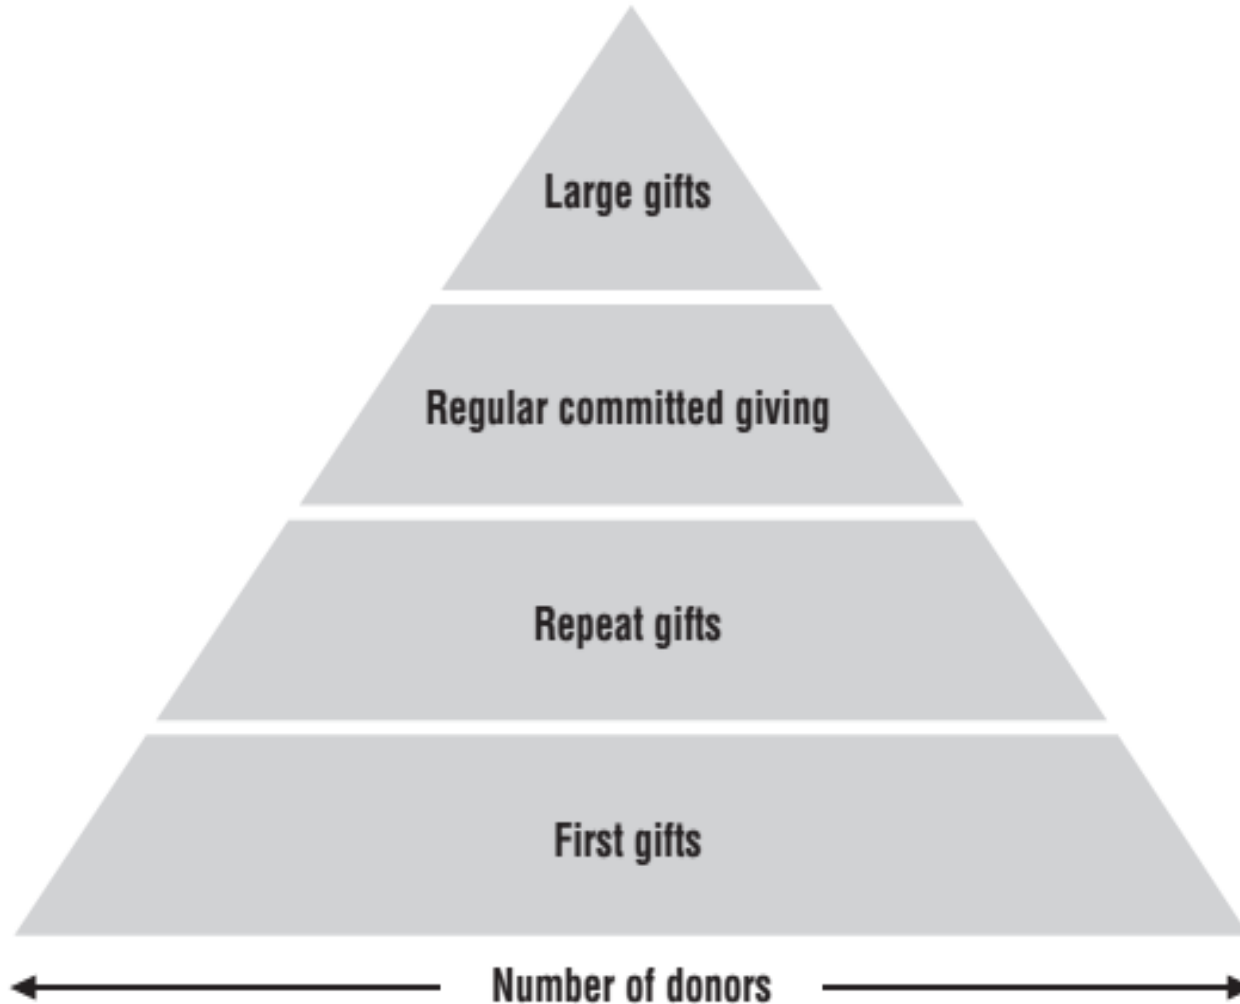 Large gifts
Regular committed giving
Repeat gifts
First gifts
Number of donors